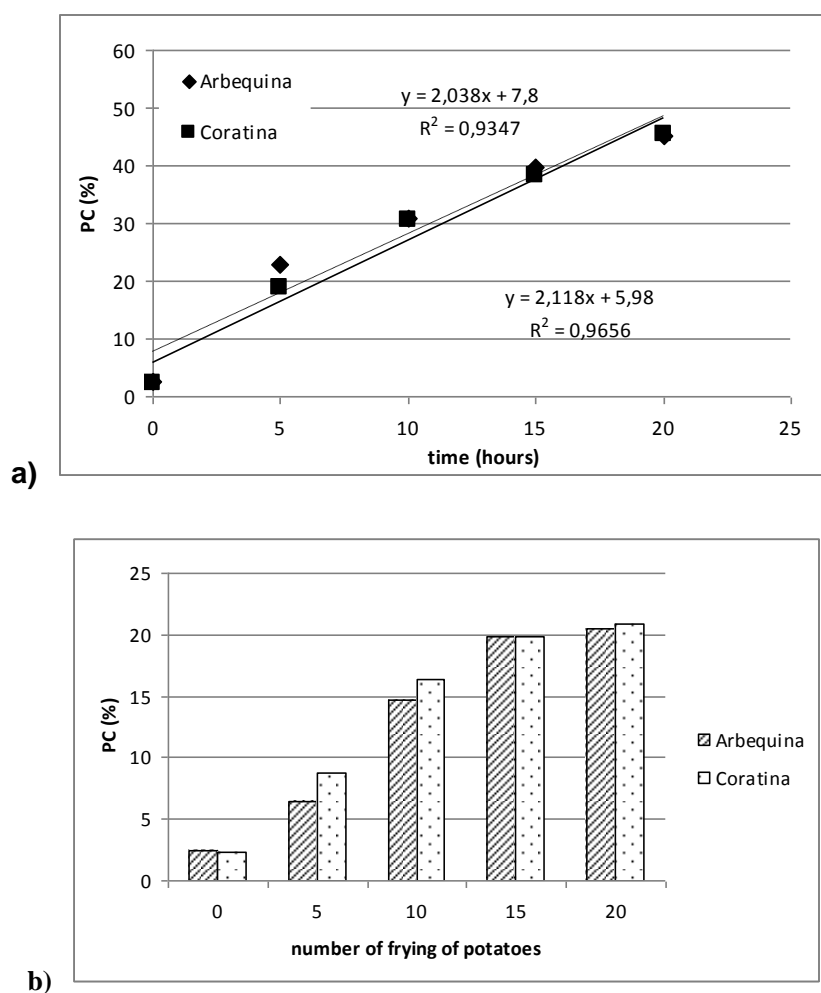 60
50
40
30
20
10
0
PC (%)
Arbequina
Coratina
y = 2,038x + 7,8
R² = 0,9347
y = 2,118x + 5,98
R² = 0,9656
0 5 10 15 20 25
time (hours)
a)
25
20
15
10
5
0
PC (%)
Arbequina
Coratina
0 5 10 15 20
number of frying of potatoes
b)